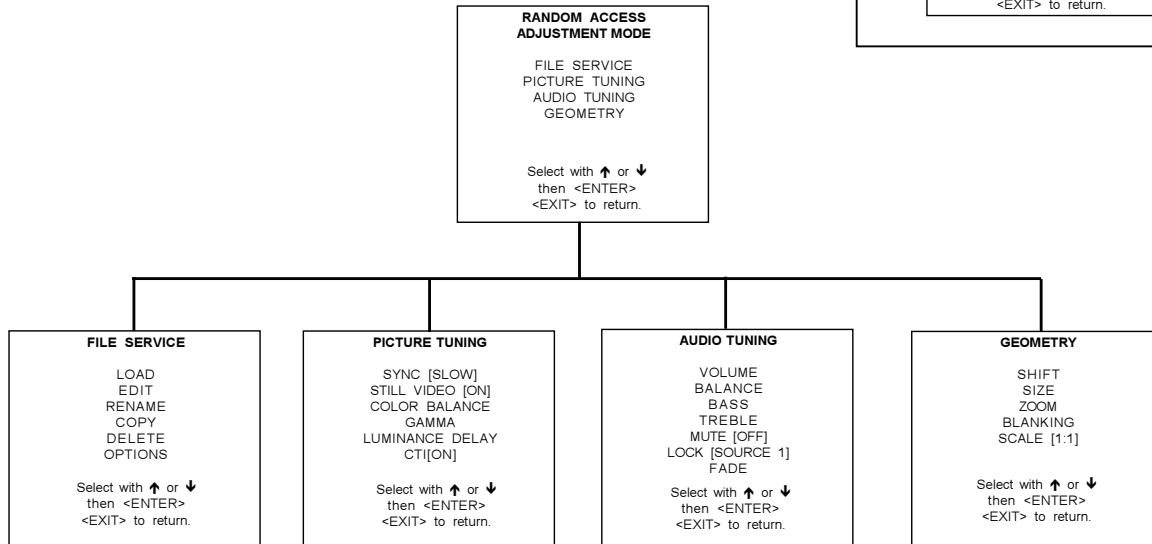 <EXIT> to return.
RANDOM ACCESS
ADJUSTMENT MODE
FILE SERVICE
PICTURE TUNING
AUDIO TUNING
GEOMETRY
Select with ↑ or ↓
then <ENTER>
<EXIT> to return.
FILE SERVICE
LOAD
EDIT
RENAME
COPY
DELETE
OPTIONS
Select with ↑ or ↓
then <ENTER>
<EXIT> to return.
PICTURE TUNING
SYNC [SLOW]
STILL VIDEO [ON]
COLOR BALANCE
GAMMA
LUMINANCE DELAY
CTI[ON]
Select with ↑ or ↓
then <ENTER>
<EXIT> to return.
AUDIO TUNING
VOLUME
BALANCE
BASS
TREBLE
MUTE [OFF]
LOCK [SOURCE 1]
FADE
Select with ↑ or ↓
then <ENTER>
<EXIT> to return.
GEOMETRY
SHIFT
SIZE
ZOOM
BLANKING
SCALE [1:1]
Select with ↑ or ↓
then <ENTER>
<EXIT> to return.